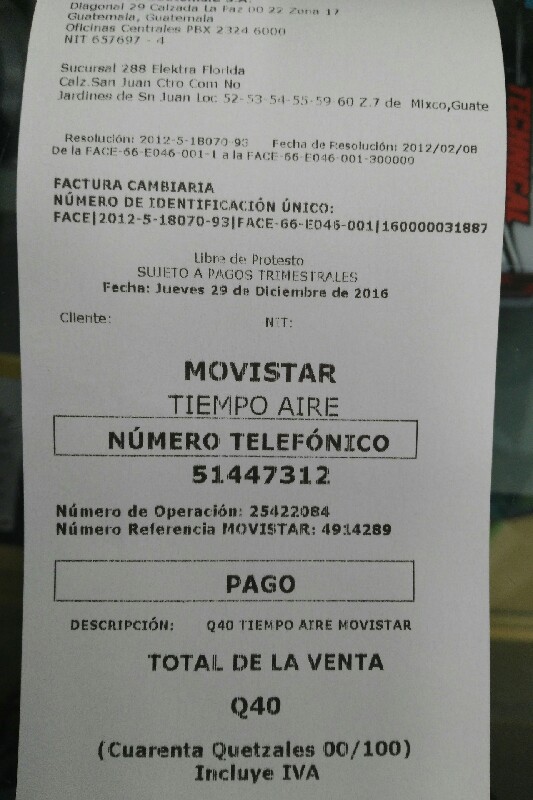 Diagonal 29 Calzada La Paz 00 22 Zona 17
Guatemala, Guatemala
Oficinas Centrales PBX 2324 6000
NIT 657697 - 4
Sucursal 288 Elektra Florida
Calz.San Juan Ctro Com No
Jardines de Sn Juan Loc 52-53-54-55-59-60 Z.7 de Mixco,Guate
Resolución: 2012-5-18070-93 Fecha de Resolución: 2012/02/08
De la FACE-66-E046-001-1 a la FACE-66-E046-001-300000
FACTURA CAMBIARIA
NÚMERO DE IDENTIFICACIÓN ÚNICO:
FACE|2012-5-18070-93|FACE-66-E046-001|160000031887
Libre de Protesto
SUJETO A PAGOS TRIMESTRALES
Fecha: Jueves 29 de Diciembre de 2016
Cliente: NIT:
MOVISTAR
TIEMPO AIRE
NÚMERO TELEFÓNICO
51447312
Número de Operación: 25422084
Número Referencia MOVISTAR: 4914289
PAGO
DESCRIPCIÓN: Q40 TIEMPO AIRE MOVISTAR
TOTAL DE LA VENTA
Q40
(Cuarenta Quetzales 00/100)
Incluye IVA
TECHNICAL